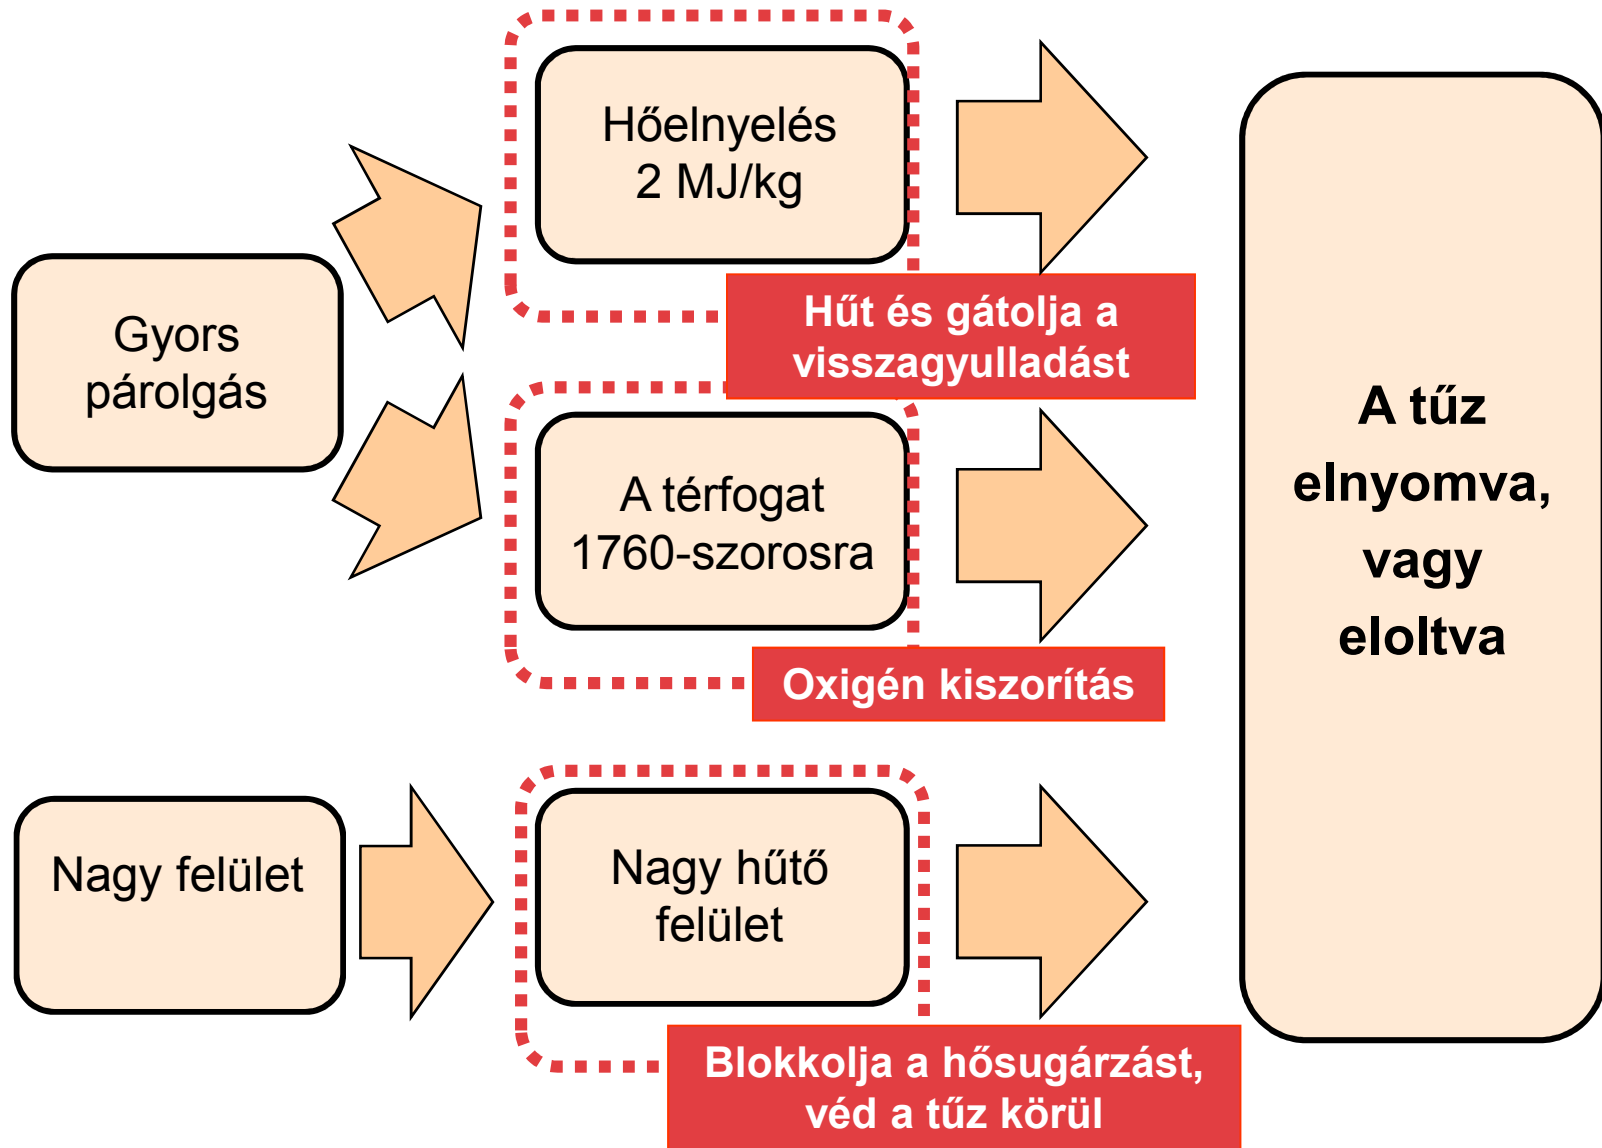 Hőelnyelés
2 MJ/kg
Hűt és gátolja a
visszagyulladást
Gyors
párolgás
A térfogat
1760-szorosra
Oxigén kiszorítás
Nagy felület
Nagy hűtő
felület
Blokkolja a hősugárzást,
véd a tűz körül
A tűz
elnyomva,
vagy
eloltva